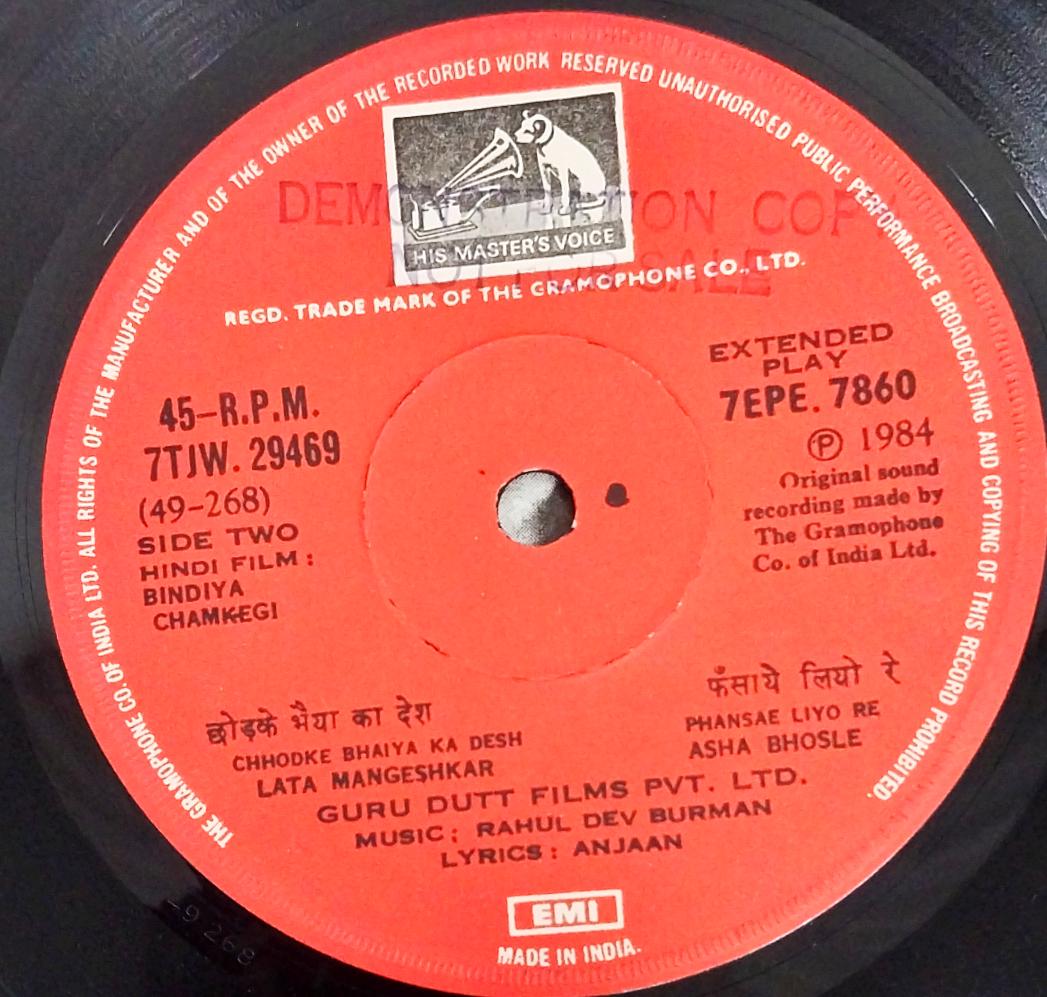 THE GRAMOPHONE CO. OF INDIA LTD. ALL RIGHTS OF THE MANUFACTURER AND OF THE OWNER OF THE RECORDED WORK RESERVED UNAUTHORISED PUBLIC PERFORMANCE BROADCASTING AND COPYING OF THIS RECORD PROHIBITED.
DEMONSTRATION COPY
HIS MASTER'S VOICE
NOT FOR SALE
REGD. TRADE MARK OF THE GRAMOPHONE CO., LTD.
45-R.P.M.
7TJW. 29469
(49-268)
SIDE TWO
HINDI FILM:
BINDIYA
CHAMKEGI
EXTENDED
PLAY
7EPE. 7860
Ⓟ 1984
Original sound
recording made by
The Gramophone
Co. of India Ltd.
छोड़के भैया का देश
CHHODKE BHAIYA KA DESH
LATA MANGESHKAR
फँसाये लियो रे
PHANSAE LIYO RE
ASHA BHOSLE
GURU DUTT FILMS PVT. LTD.
MUSIC: RAHUL DEV BURMAN
LYRICS: ANJAAN
EMI
MADE IN INDIA.